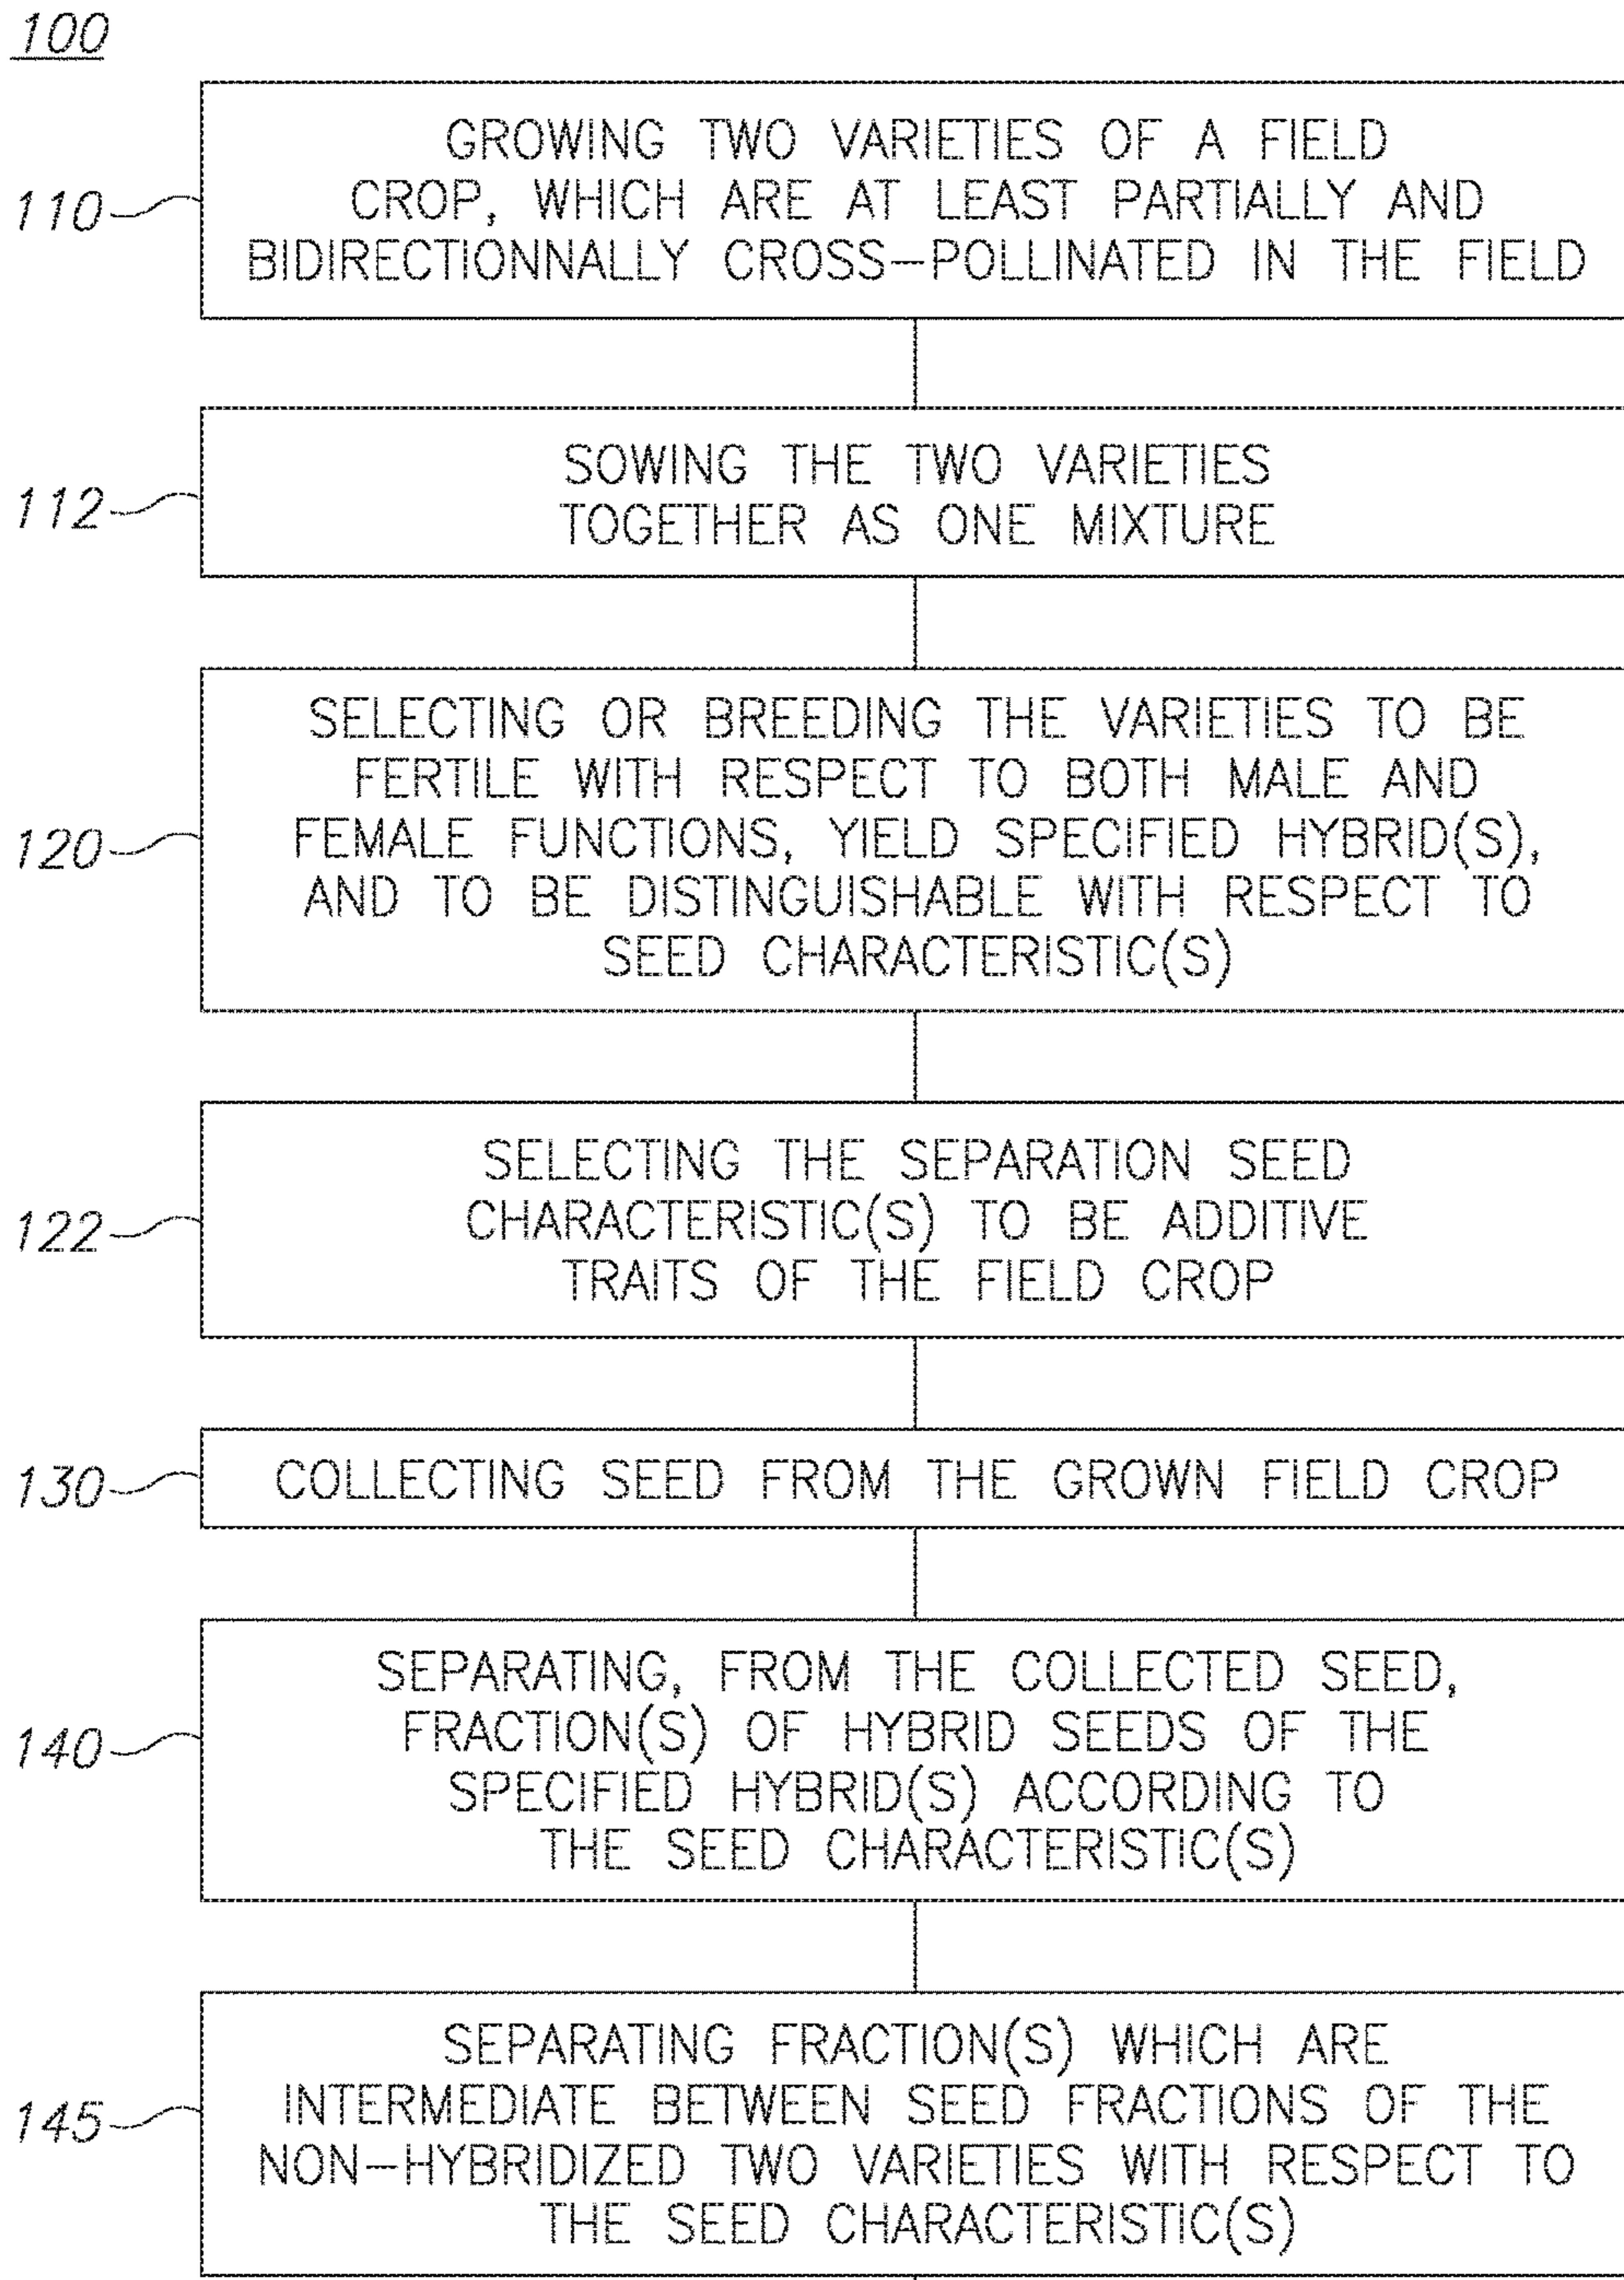 100
GROWING TWO VARIETIES OF A FIELD
CROP, WHICH ARE AT LEAST PARTIALLY AND
BIDIRECTIONNALLY CROSS-POLLINATED IN THE FIELD
110
SOWING THE TWO VARIETIES
TOGETHER AS ONE MIXTURE
112
SELECTING OR BREEDING THE VARIETIES TO BE
FERTILE WITH RESPECT TO BOTH MALE AND
FEMALE FUNCTIONS, YIELD SPECIFIED HYBRID(S),
AND TO BE DISTINGUISHABLE WITH RESPECT TO
SEED CHARACTERISTIC(S)
120
SELECTING THE SEPARATION SEED
CHARACTERISTIC(S) TO BE ADDITIVE
TRAITS OF THE FIELD CROP
122
COLLECTING SEED FROM THE GROWN FIELD CROP
130
SEPARATING, FROM THE COLLECTED SEED,
FRACTION(S) OF HYBRID SEEDS OF THE
SPECIFIED HYBRID(S) ACCORDING TO
THE SEED CHARACTERISTIC(S)
140
SEPARATING FRACTION(S) WHICH ARE
INTERMEDIATE BETWEEN SEED FRACTIONS OF THE
NON-HYBRIDIZED TWO VARIETIES WITH RESPECT TO
THE SEED CHARACTERISTIC(S)
145